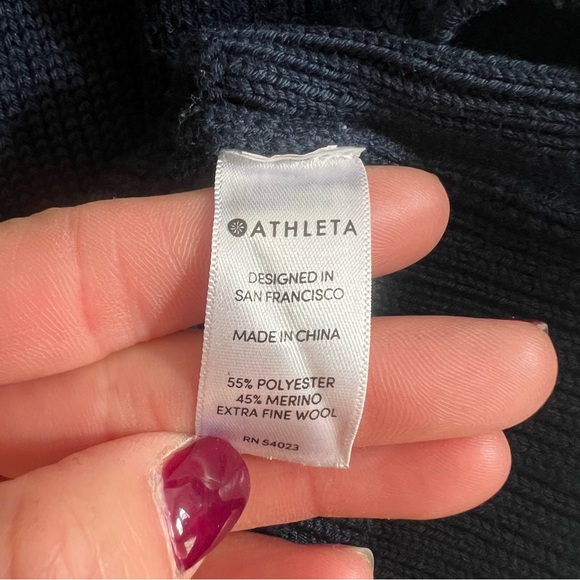 ATHLETA
DESIGNED IN
SAN FRANCISCO
MADE IN CHINA
55% POLYESTER
45% MERINO
EXTRA FINE WOOL
RN 54023